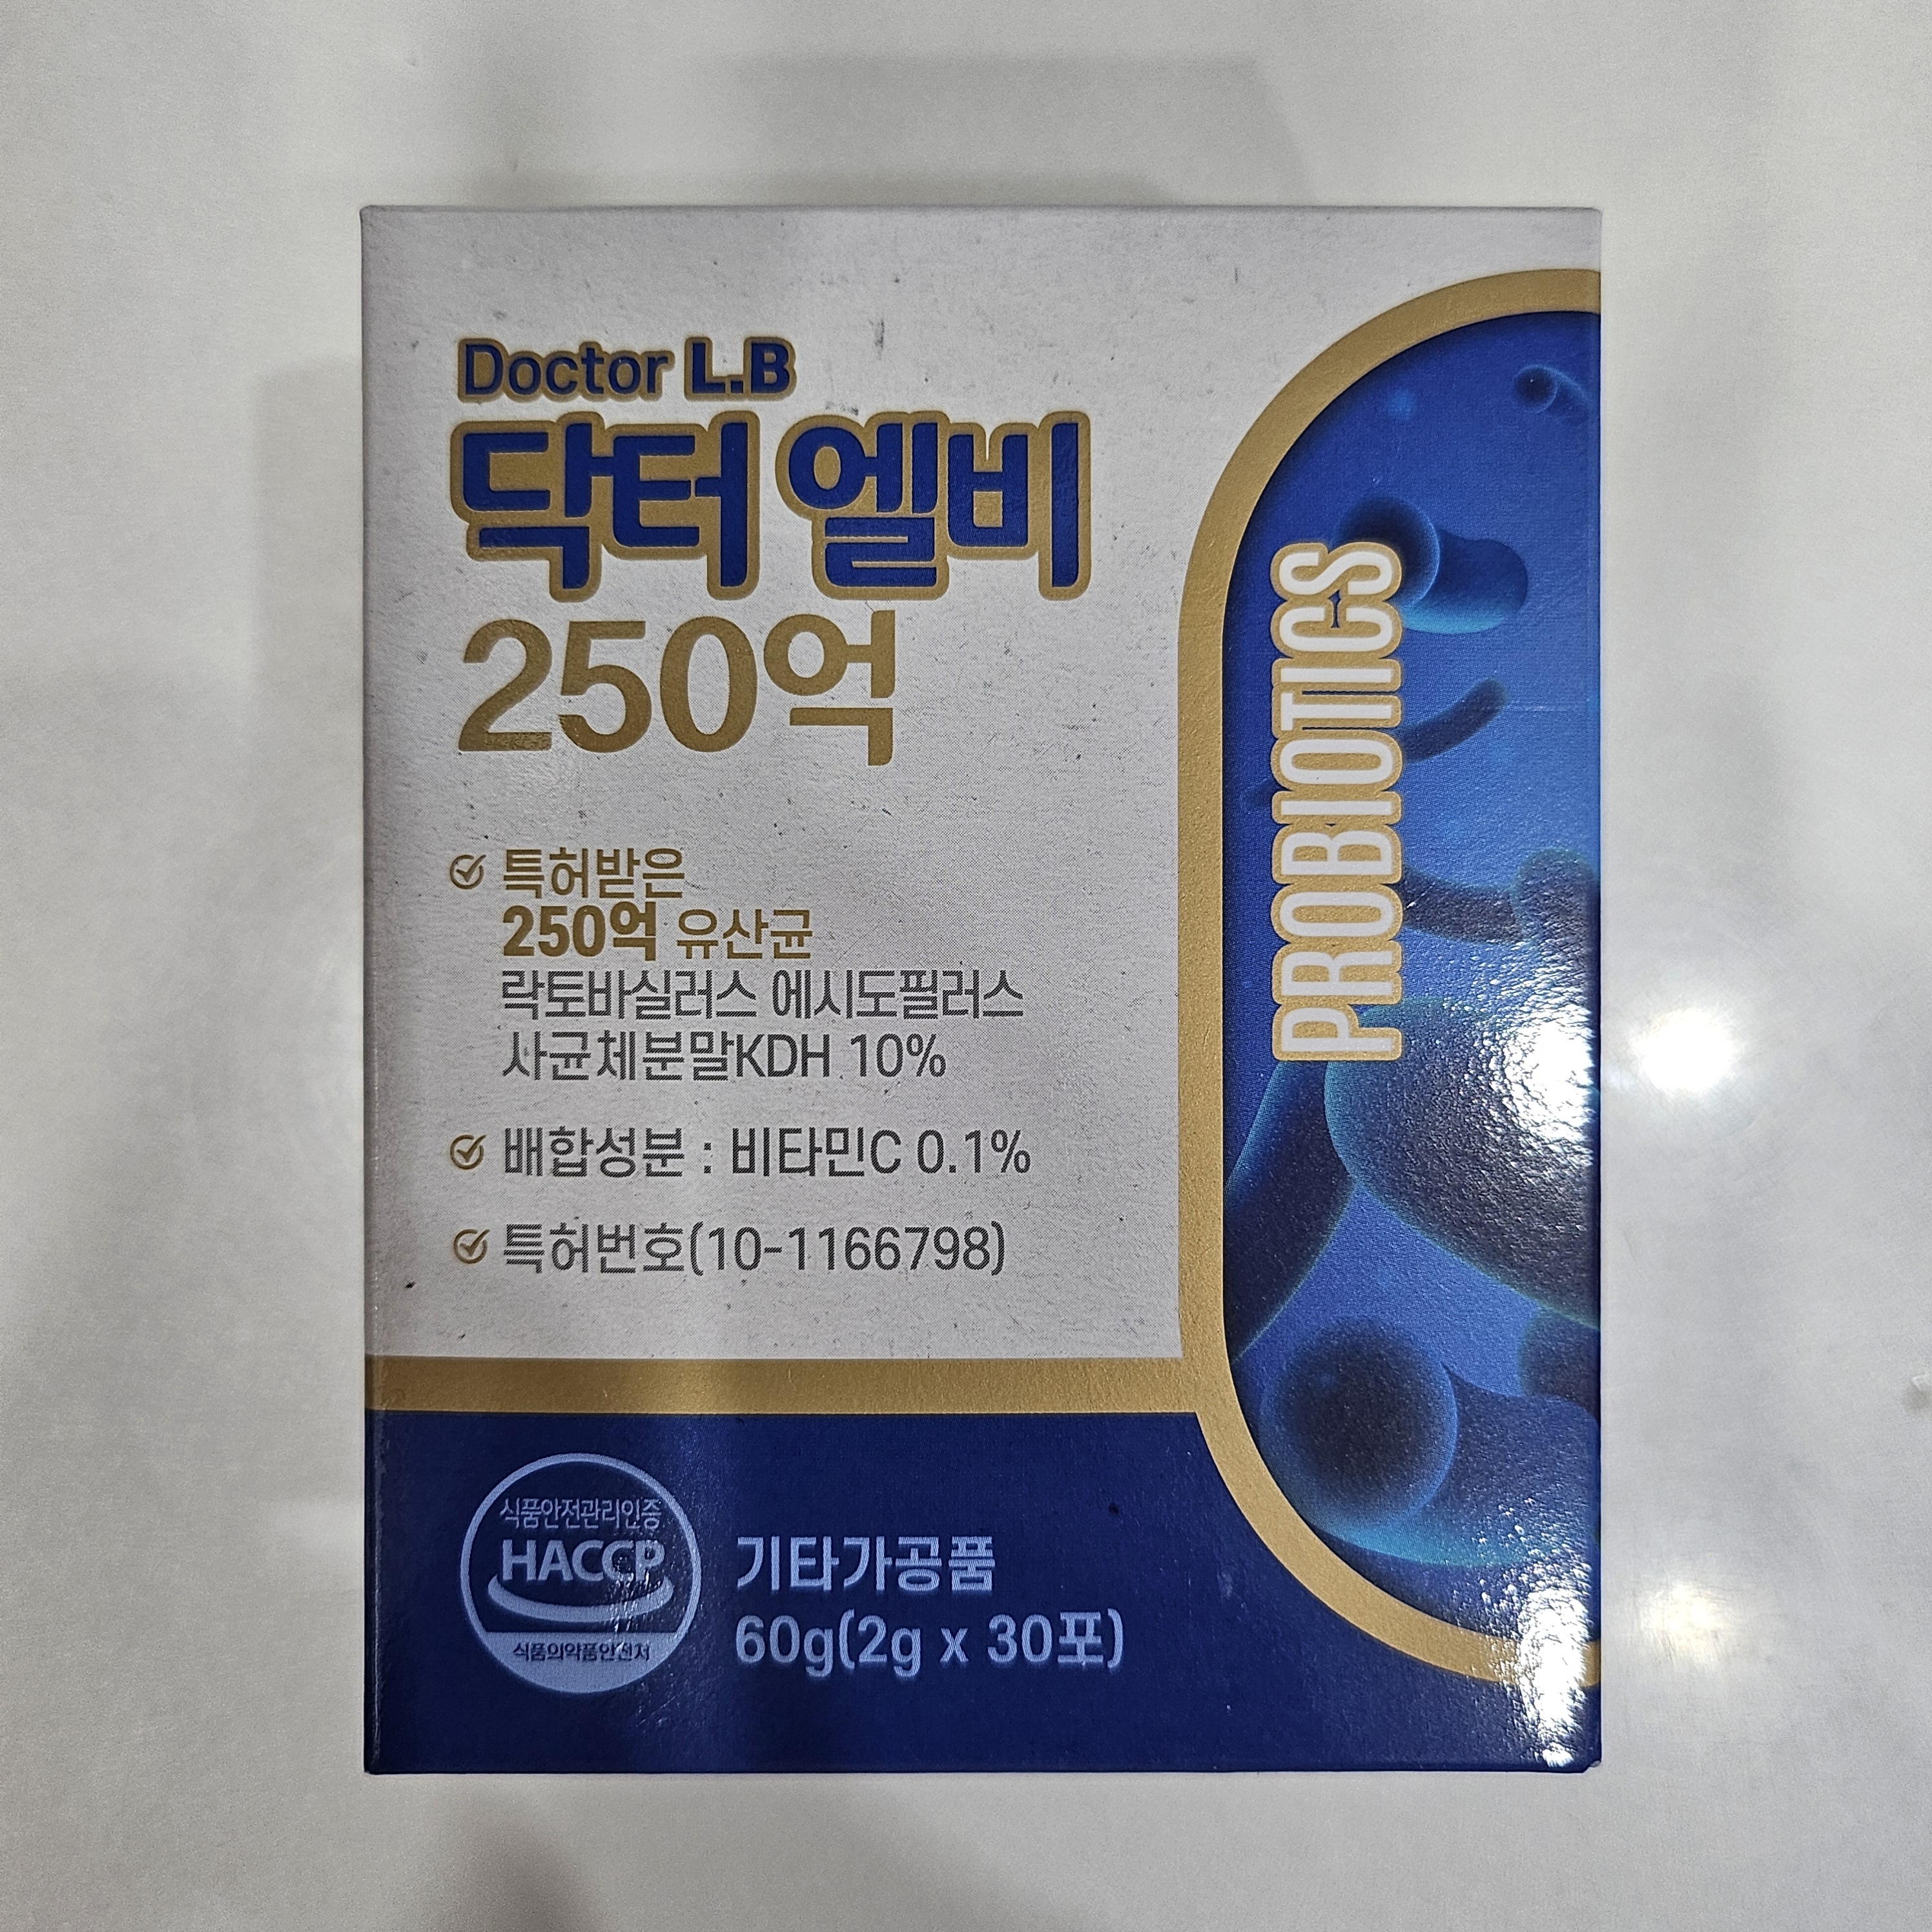 Doctor L.B
닥터 엘비
250억
특허받은
250억 유산균
락토바실러스 에시도필러스
사균체분말KDH 10%
배합성분 : 비타민C 0.1%
특허번호(10-1166798)
PROBIOTICS
식품안전관리인증
HACCP
식품의약품안전처
기타가공품
60g(2g x 30포)